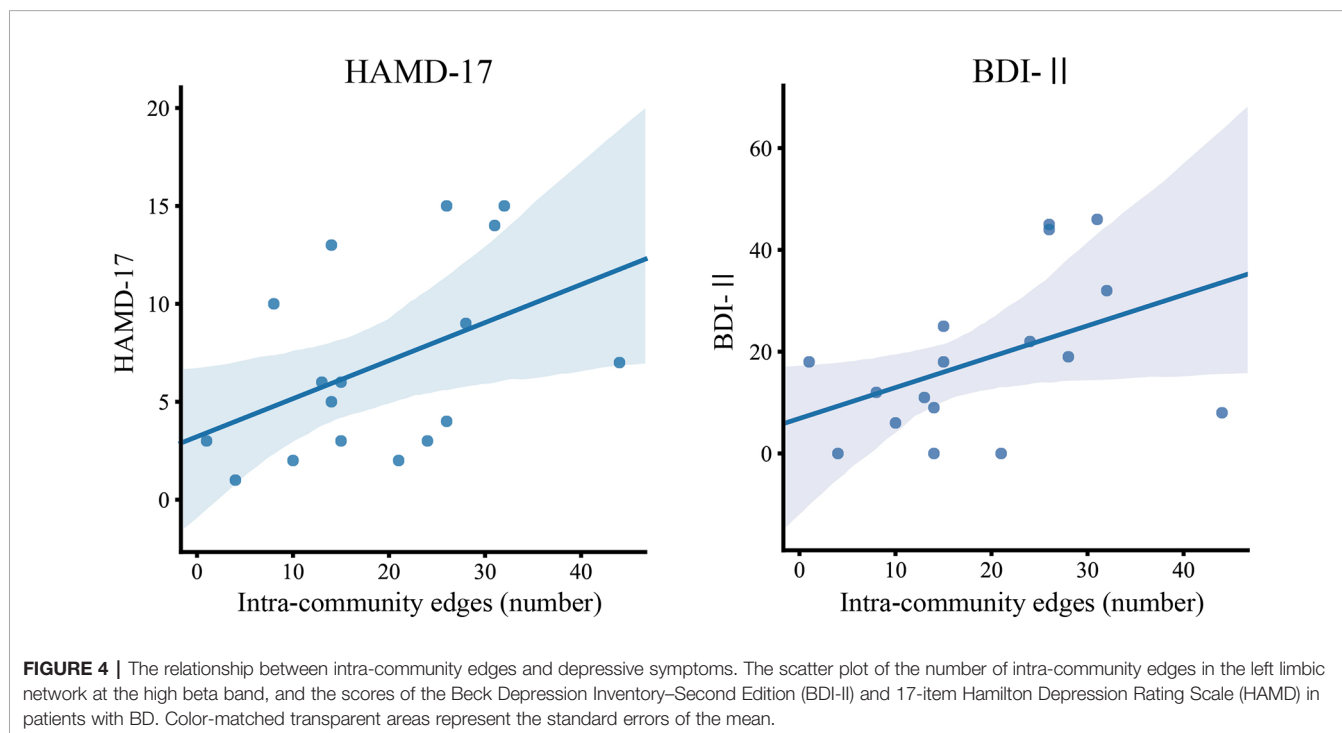 HAMD-17
20
15
10
5
0
HAMD-17
0 10 20 30 40
Intra-community edges (number)
BDI- II
60
40
20
0
BDI- II
0 10 20 30 40
Intra-community edges (number)
FIGURE 4 | The relationship between intra-community edges and depressive symptoms. The scatter plot of the number of intra-community edges in the left limbic
network at the high beta band, and the scores of the Beck Depression Inventory–Second Edition (BDI-II) and 17-item Hamilton Depression Rating Scale (HAMD) in
patients with BD. Color-matched transparent areas represent the standard errors of the mean.